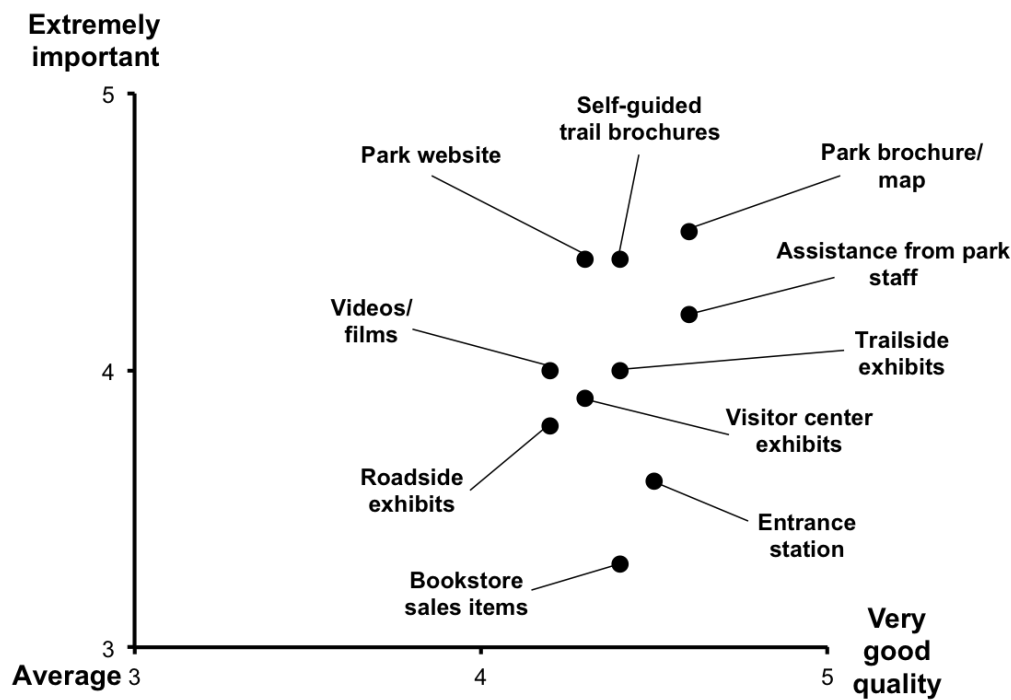 Extremely
important
5
Self-guided
trail brochures
Park website
Park brochure/
map
Assistance from park
staff
Videos/
films
Trailside
exhibits
4
Visitor center
exhibits
Roadside
exhibits
Entrance
station
Bookstore
sales items
Very
good
quality
3
Average 3
4
5